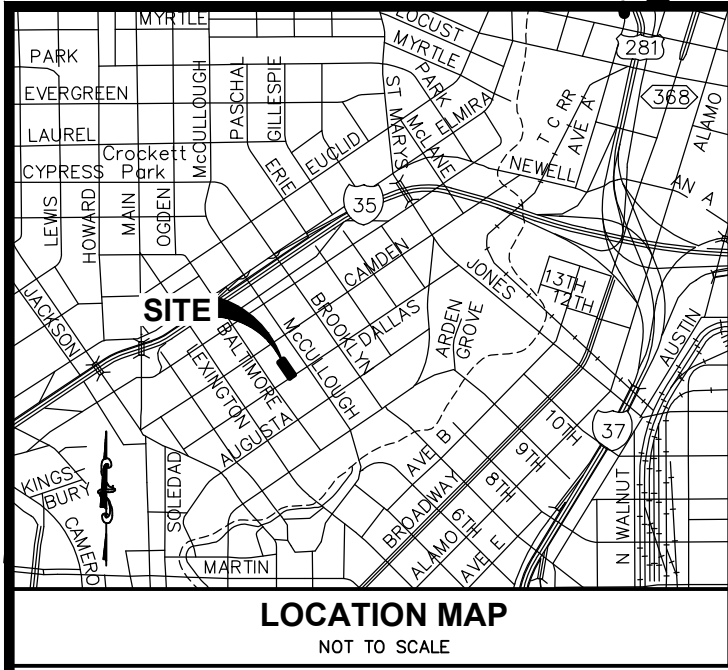 MYRTLE
LOCUST
MYRTLE
PARK
EVERGREEN
LAUREL
CYPRESS
Crockett
Park
McCULLOUGH
PASCHAL
GILLESPIE
ST MARYS
PARK
McLANE
ELMIRA
EUCLID
ERIE
T C RR
AVE A
NEWELL
281
368
ALAMO
AN A
LEWIS
HOWARD
MAIN
OGDEN
35
CAMDEN
JONES
13TH
12TH
JACKSON
SITE
BALTIMORE
McCULLOUGH
BROOKLYN
DALLAS
ARDEN
GROVE
AUSTIN
LEXINGTON
AUGUSTA
10TH
37
9TH
8TH
AVE B
BROADWAY
6TH
ALAMO
AVE E
N WALNUT
KINGS-
BURY
CAMERO
SOLEDAD
MARTIN
LOCATION MAP
NOT TO SCALE